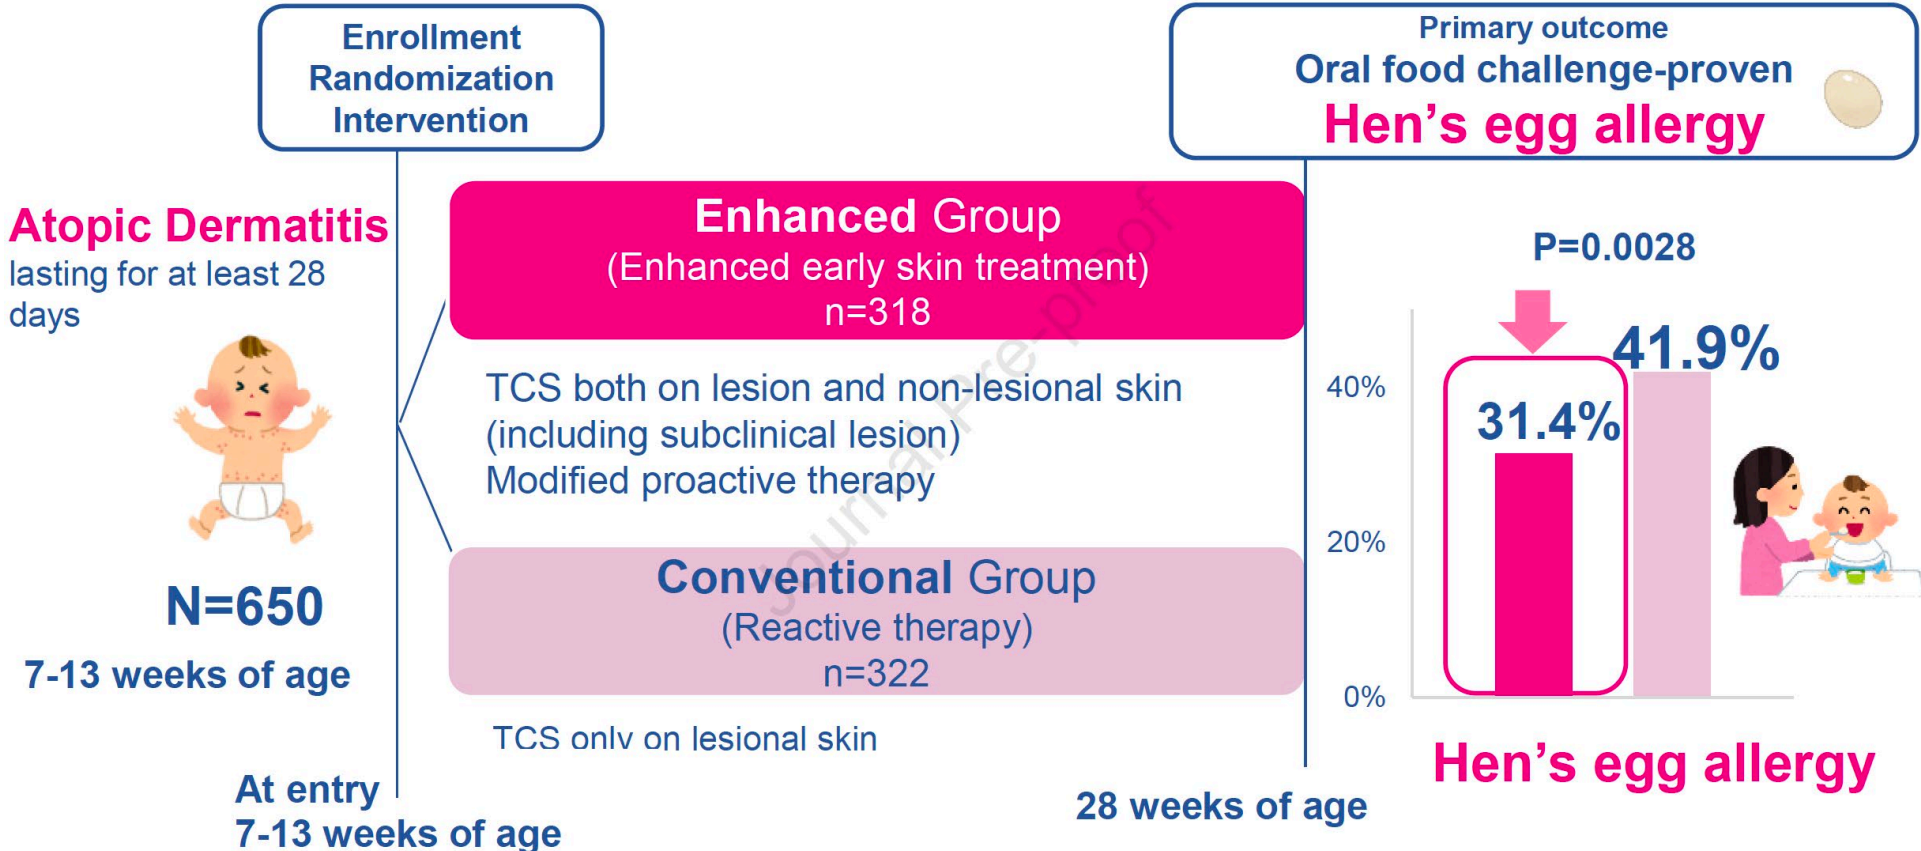 Enrollment
Randomization
Intervention
Primary outcome
Oral food challenge-proven
Hen's egg allergy
Atopic Dermatitis
lasting for at least 28
days
N=650
7-13 weeks of age
Enhanced Group
(Enhanced early skin treatment)
n=318
TCS both on lesion and non-lesional skin
(including subclinical lesion)
Modified proactive therapy
Conventional Group
(Reactive therapy)
n=322
TCS only on lesional skin
Journal Pre-proof
At entry
7-13 weeks of age
28 weeks of age
P=0.0028
41.9%
31.4%
40%
20%
0%
Hen's egg allergy